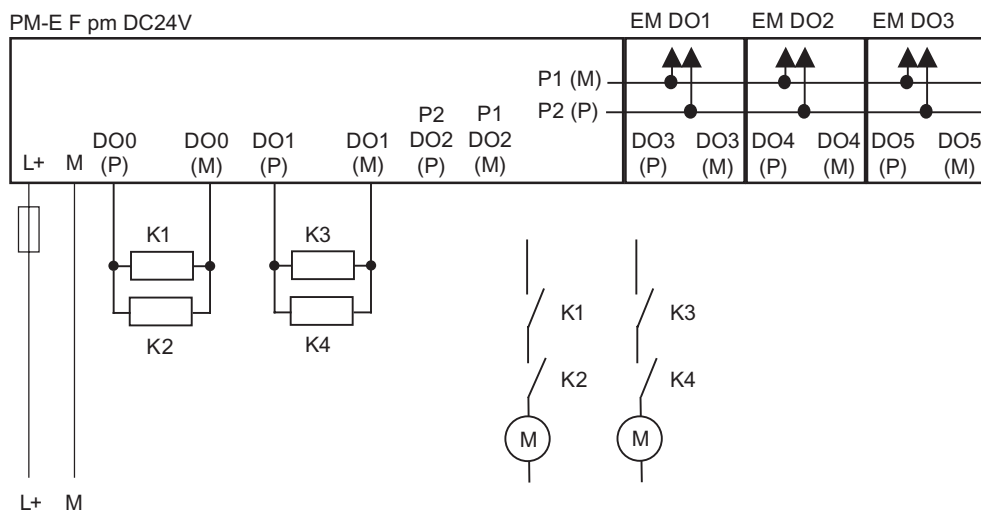 PM-E F pm DC24V
EM DO1 EM DO2 EM DO3
P1 (M)
P2 (P)
L+ M DO0 (P) DO0 (M) DO1 (P) DO1 (M) P2 DO2 (P) P1 DO2 (M) DO3 (P) DO3 (M) DO4 (P) DO4 (M) DO5 (P) DO5 (M)
K1 K3
K2 K4
K1 K3
K2 K4
M M
L+ M